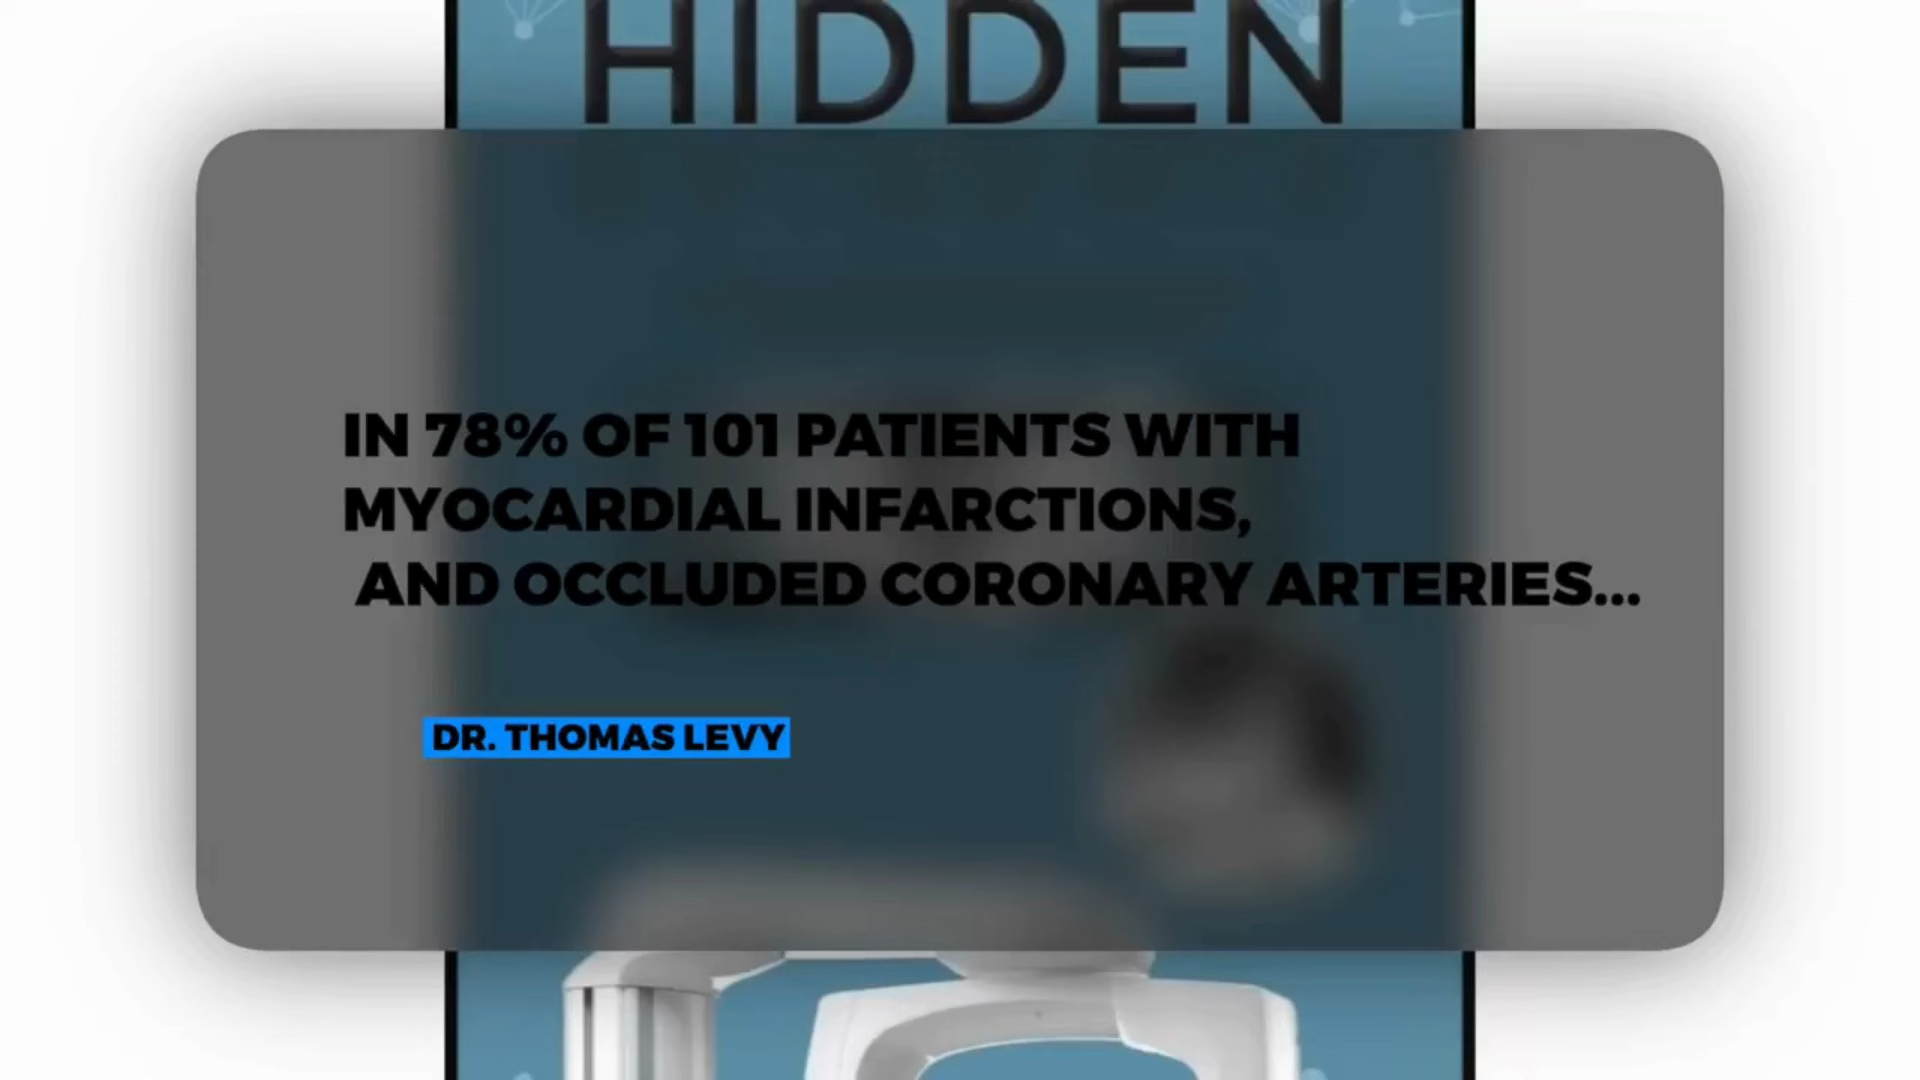 HIDDEN
IN 78% OF 101 PATIENTS WITH
MYOCARDIAL INFARCTIONS,
AND OCCLUDED CORONARY ARTERIES...
DR. THOMAS LEVY